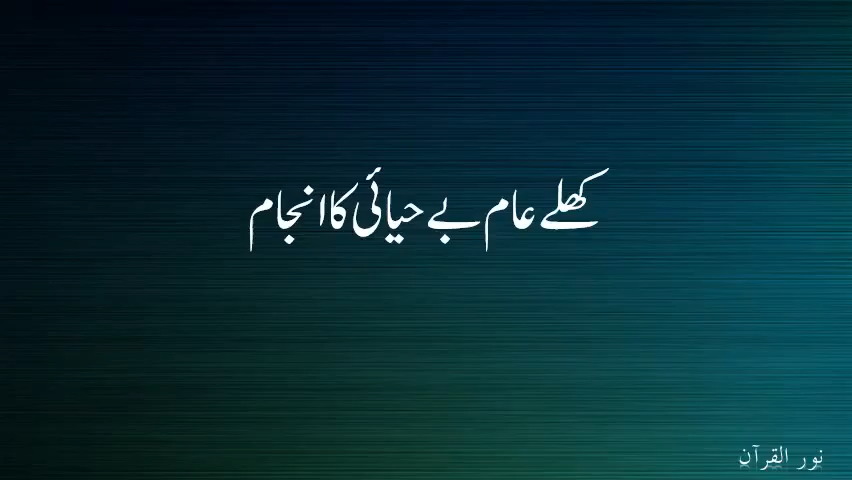 کھلے عام بے حیائی کا انجام
نور القرآن